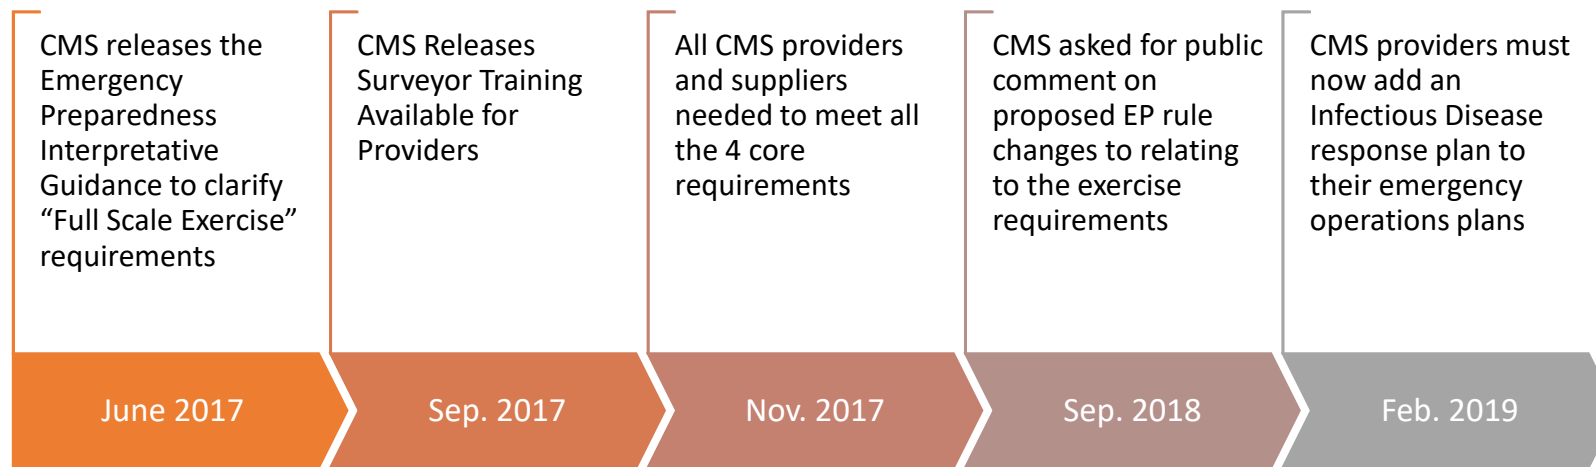 CMS releases the
Emergency
Preparedness
Interpretative
Guidance to clarify
“Full Scale Exercise”
requirements
CMS Releases
Surveyor Training
Available for
Providers
All CMS providers
and suppliers
needed to meet all
the 4 core
requirements
CMS asked for public
comment on
proposed EP rule
changes to relating
to the exercise
requirements
CMS providers must
now add an
Infectious Disease
response plan to
their emergency
operations plans
June 2017
Sep. 2017
Nov. 2017
Sep. 2018
Feb. 2019